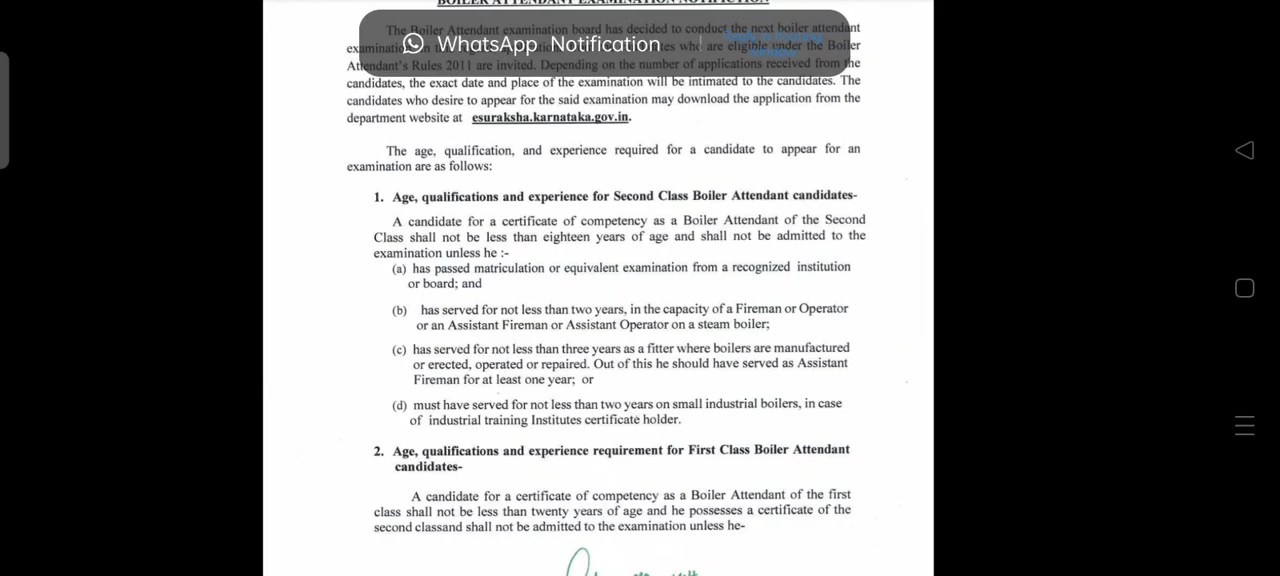 BOILER ATTENDANT EXAMINATION NOTIFICTION
The Boiler Attendant examination board has decided to conduct the next boiler attendant
WhatsApp Notification
examination in who are eligible under the Boiler
Attendant's Rules 2011 are invited. Depending on the number of applications received from the
candidates, the exact date and place of the examination will be intimated to the candidates. The
candidates who desire to appear for the said examination may download the application from the
department website at esuraksha.karnataka.gov.in.
The age, qualification, and experience required for a candidate to appear for an
examination are as follows:
1. Age, qualifications and experience for Second Class Boiler Attendant candidates-
A candidate for a certificate of competency as a Boiler Attendant of the Second
Class shall not be less than eighteen years of age and shall not be admitted to the
examination unless he :-
(a) has passed matriculation or equivalent examination from a recognized institution
or board; and
(b) has served for not less than two years, in the capacity of a Fireman or Operator
or an Assistant Fireman or Assistant Operator on a steam boiler;
(c) has served for not less than three years as a fitter where boilers are manufactured
or erected, operated or repaired. Out of this he should have served as Assistant
Fireman for at least one year; or
(d) must have served for not less than two years on small industrial boilers, in case
of industrial training Institutes certificate holder.
2. Age, qualifications and experience requirement for First Class Boiler Attendant
candidates-
A candidate for a certificate of competency as a Boiler Attendant of the first
class shall not be less than twenty years of age and he possesses a certificate of the
second classand shall not be admitted to the examination unless he-